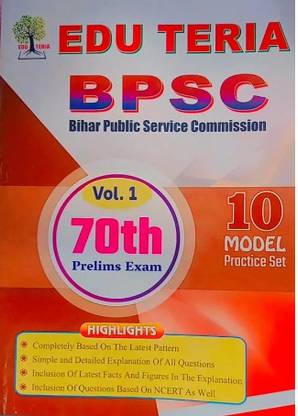 EDU TERIA
EDU TERIA
BPSC
Bihar Public Service Commission
Vol. 1
70th
Prelims Exam
10
MODEL
Practice Set
HIGHLIGHTS
Completely Based On The Latest Pattern
Simple and Detailed Explanation Of All Questions
Inclusion Of Latest Facts And Figures In The Explanation
Inclusion Of Questions Based On NCERT As Well